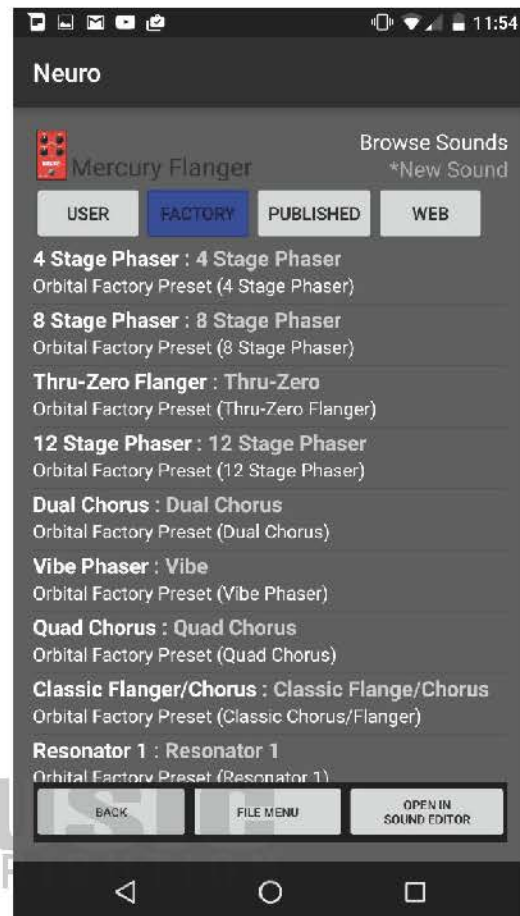 11:54
Neuro
Browse Sounds
Mercury Flanger
*New Sound
USER FACTORY PUBLISHED WEB
4 Stage Phaser : 4 Stage Phaser
Orbital Factory Preset (4 Stage Phaser)
8 Stage Phaser : 8 Stage Phaser
Orbital Factory Preset (8 Stage Phaser)
Thru-Zero Flanger : Thru-Zero
Orbital Factory Preset (Thru-Zero Flanger)
12 Stage Phaser : 12 Stage Phaser
Orbital Factory Preset (12 Stage Phaser)
Dual Chorus : Dual Chorus
Orbital Factory Preset (Dual Chorus)
Vibe Phaser : Vibe
Orbital Factory Preset (Vibe Phaser)
Quad Chorus : Quad Chorus
Orbital Factory Preset (Quad Chorus)
Classic Flanger/Chorus : Classic Flange/Chorus
Orbital Factory Preset (Classic Chorus/Flanger)
Resonator 1 : Resonator 1
Orbital Factory Preset (Resonator 1)
BACK FILE MENU OPEN IN
SOUND EDITOR